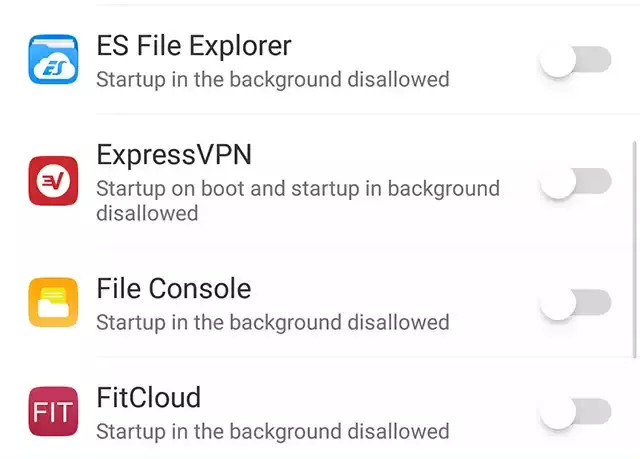 ES File Explorer
ES
Startup in the background disallowed
ExpressVPN
Startup on boot and startup in background
disallowed
File Console
Startup in the background disallowed
FitCloud
FIT
Startup in the background disallowed